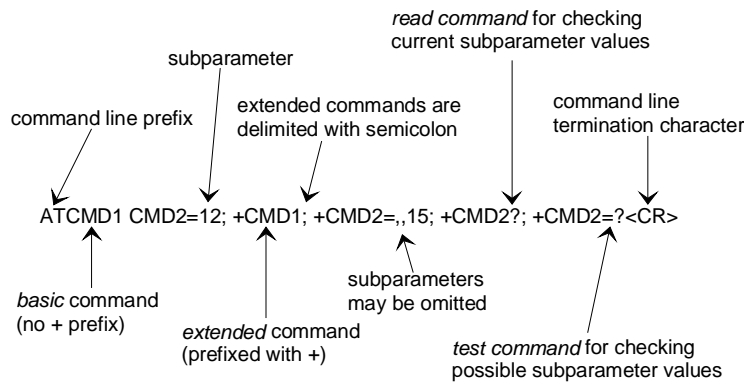 read command for checking
current subparameter values
subparameter
extended commands are
delimited with semicolon
command line
termination character
command line prefix
ATCMD1 CMD2=12; +CMD1; +CMD2=,,15; +CMD2?; +CMD2=?<CR>
subparameters
may be omitted
basic command
(no + prefix)
extended command
(prefixed with +)
test command for checking
possible subparameter values